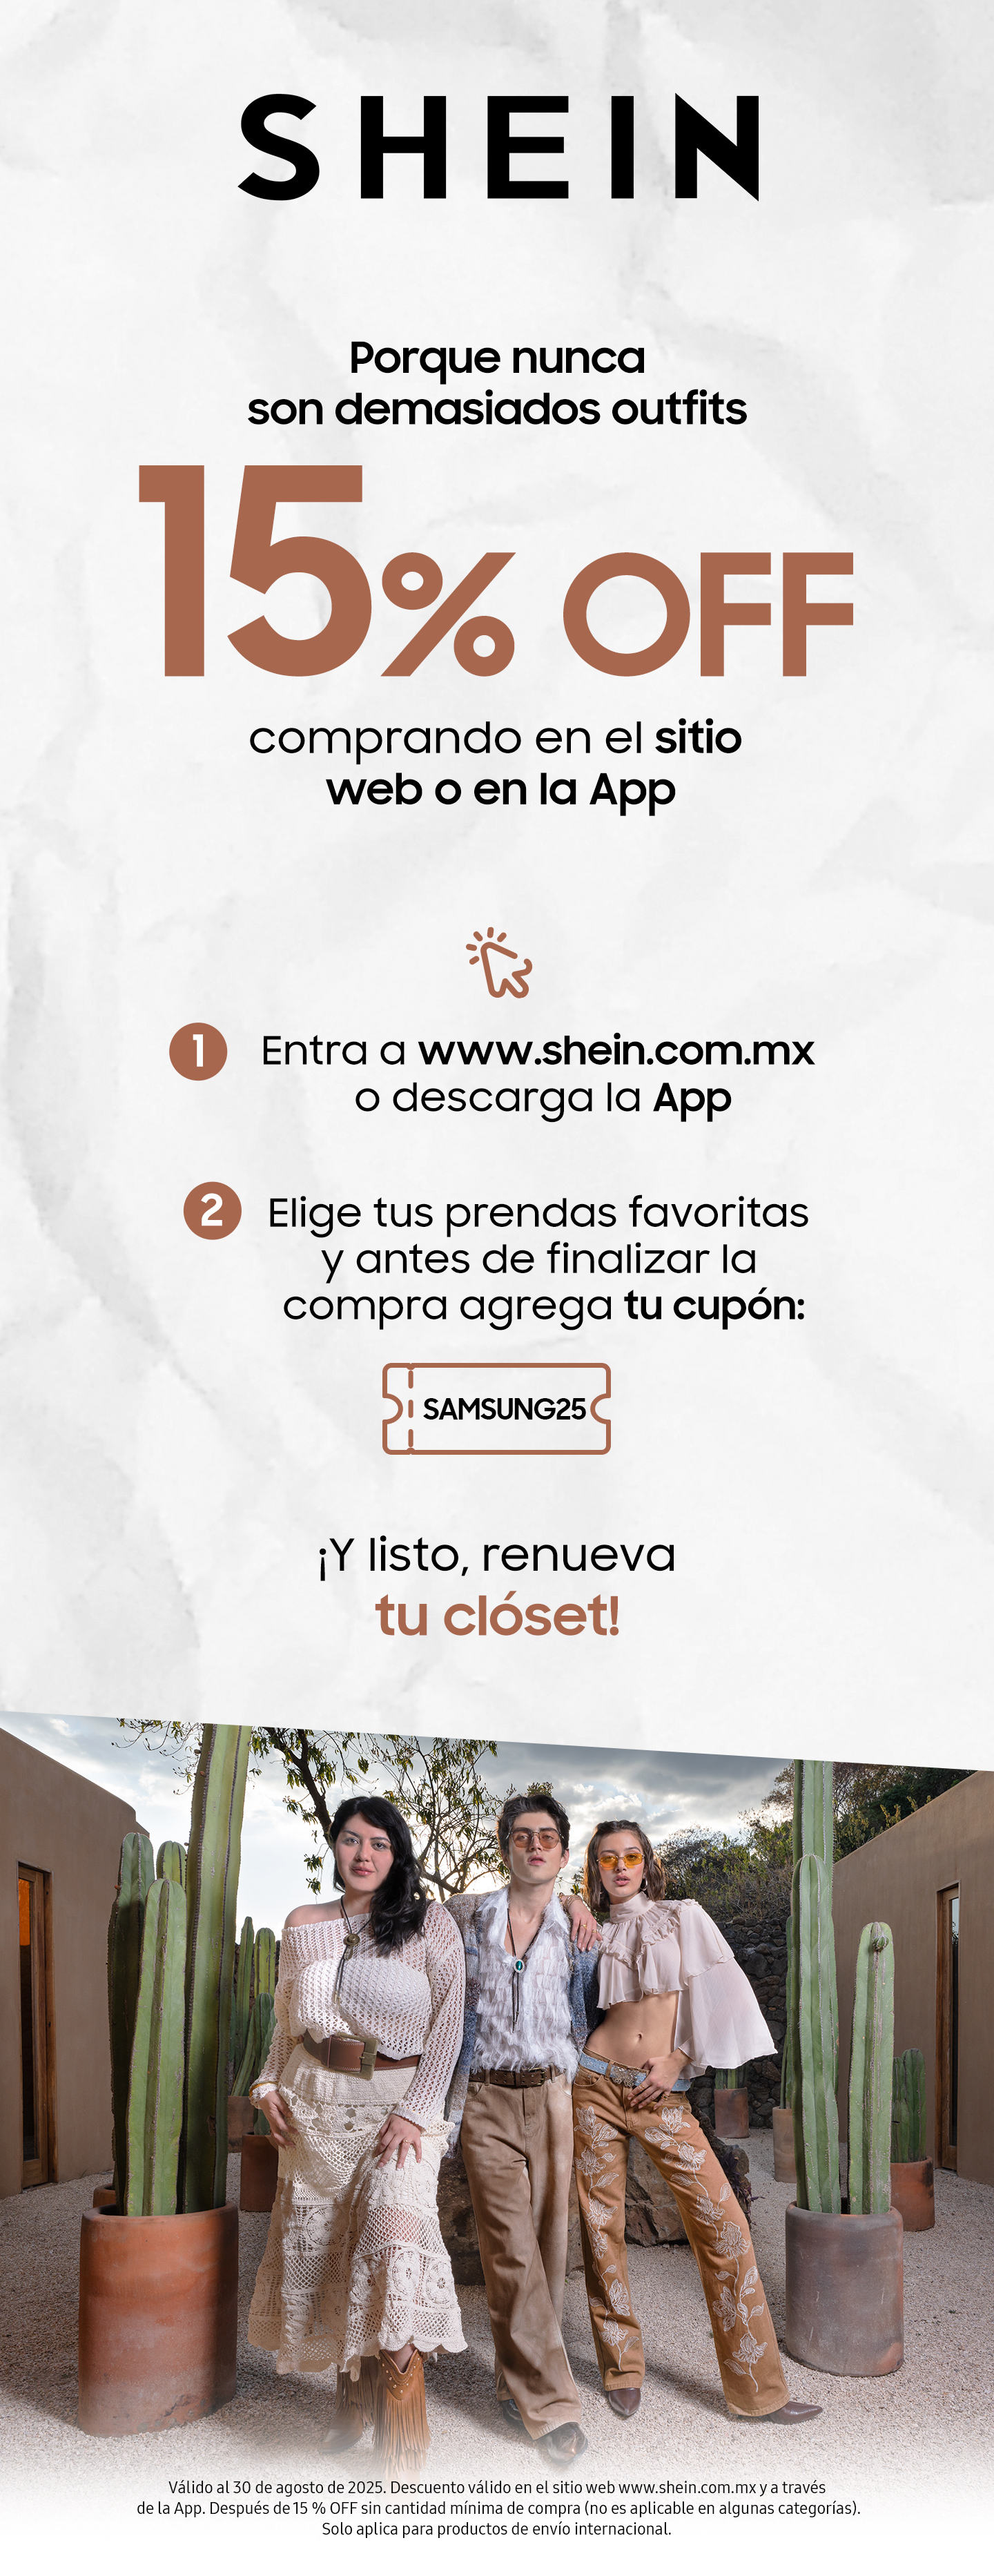 SHEIN
Porque nunca
son demasiados outfits
15% OFF
comprando en el sitio
web o en la App
1 Entra a www.shein.com.mx
o descarga la App
2 Elige tus prendas favoritas
y antes de finalizar la
compra agrega tu cupón:
SAMSUNG25
¡Y listo, renueva
tu clóset!
Válido al 30 de agosto de 2025. Descuento válido en el sitio web www.shein.com.mx y a través
de la App. Después de 15 % OFF sin cantidad mínima de compra (no es aplicable en algunas categorías).
Solo aplica para productos de envío internacional.